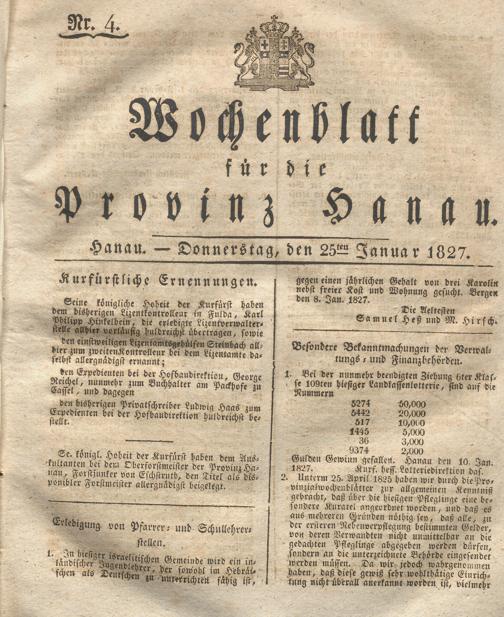 Nr. 4.
Wochenblatt
für die
Provinz Hanau.
Hanau. — Donnerstag, den 25ten Januar 1827.
Kurfürstliche Ernennungen.
Seine königliche Hoheit der Kurfürst haben
dem bisherigen Lizentkontrolleur in Fulda, Karl
Philipp Hinkelbein, die erledigte Lizentverwalter-
stelle allhier vorläufig huldreichst übertragen, sowie
den einstweiligen Lizentamtsgehülfen Steinbach all-
hier zum zweiten Kontrolleur bei dem Lizentamte da-
selbst allergnädigst ernannt;
den Expedienten bei der Hofbaudirektion, George
Reichel, nunmehr zum Buchhalter am Packhofe zu
Cassel, und dagegen
den bisherigen Privatschreiber Ludwig Haas zum
Expedienten bei der Hofbaudirektion huldreichst be-
stellt.
Se. königl. Hoheit der Kurfürst haben dem Aus-
kultanten bei dem Oberforstmeister der Provinz Ha-
nau, Forstjunker von Eschstruth, den Titel als dis-
ponibler Forstmeister allergnädigst beigelegt.
Erledigung von Pfarrer- und Schullehrer-
stellen.
1. In hiesiger israelitischen Gemeinde wird ein in-
ländischer Jugendlehrer, der sowohl im Hebräi-
schen als Deutschen zu unterrichten fähig ist,
gegen einen jährlichen Gehalt von drei Karolin
nebst freier Kost und Wohnung gesucht. Bergen
den 8. Jan. 1827.
Die Aeltesten
Samuel Heß und M. Hirsch.
Besondere Bekanntmachungen der Verwal-
tungs- und Finanzbehörden.
1. Bei der nunmehr beendigten Ziehung 6ter Klas-
se 109ten hiesiger Landkassenlotterie, sind auf die
Nummern
5274 50,000
5442 20,000
517 10,000
1445 5,000
36 3,000
9374 2,000
Gulden Gewinn gefallen. Hanau den 10. Jan.
1827. Kurf. heß. Lotteriedirektion das.
2. Unterm 25. April 1825 haben wir durch die Pro-
vinzialwochenblätter zur allgemeinen Kenntniß
gebracht, daß über die hiesigen Pfleglinge eine be-
sondere Kuratel angeordnet worden, und daß es
aus mehreren Gründen nöthig sey, daß alle, zu
der ersteren Nebenverpflegung bestimmten Gelder,
von deren Verwandten nicht unmittelbar an die
gedachten Pfleglinge abgegeben werden dürfen,
sondern an die unterzeichnete Behörde eingesendet
werden müssen. Da wir jedoch wahrgenommen
haben, daß diese gewiß sehr wohlthätige Einrich-
tung nicht überall anerkannt worden ist, vielmehr